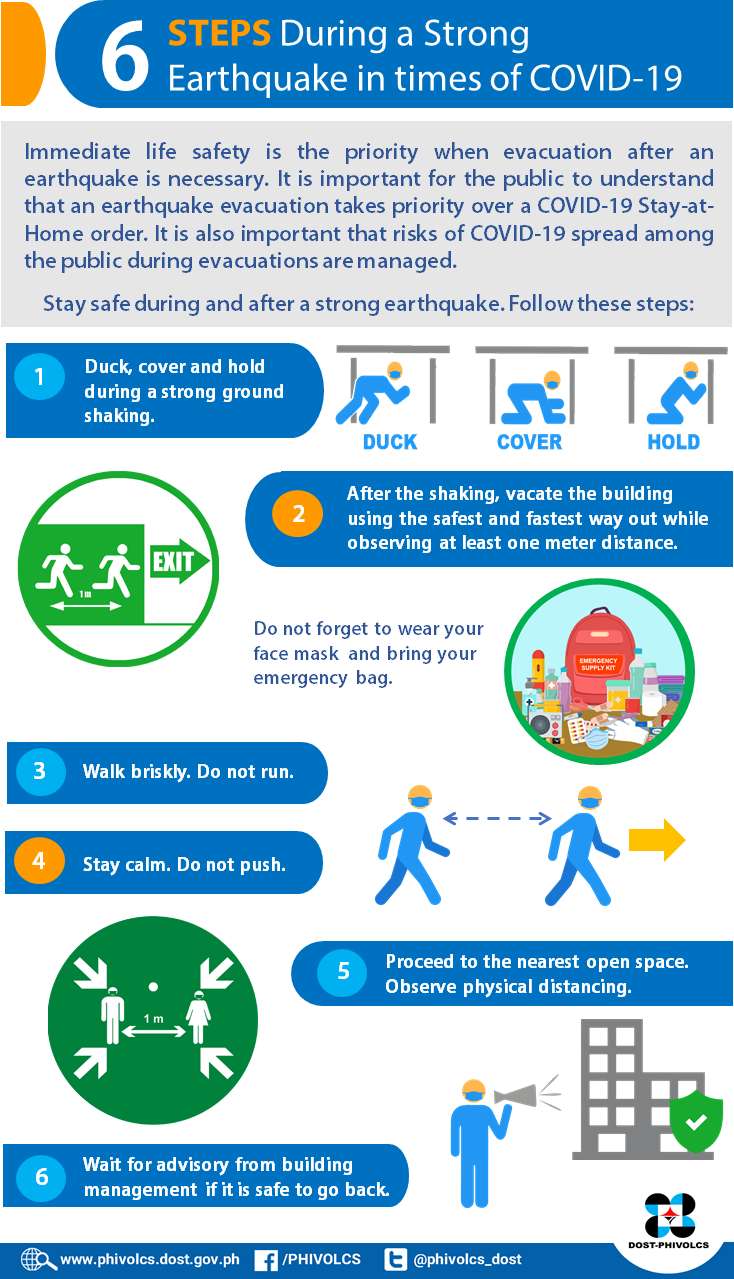 6 STEPS During a Strong
Earthquake in times of COVID-19
Immediate life safety is the priority when evacuation after an
earthquake is necessary. It is important for the public to understand
that an earthquake evacuation takes priority over a COVID-19 Stay-at-
Home order. It is also important that risks of COVID-19 spread among
the public during evacuations are managed.
Stay safe during and after a strong earthquake. Follow these steps:
1
Duck, cover and hold
during a strong ground
shaking.
DUCK
COVER
HOLD
2
After the shaking, vacate the building
using the safest and fastest way out while
observing at least one meter distance.
EXIT
1m
Do not forget to wear your
face mask and bring your
emergency bag.
EMERGENCY
SUPPLY KIT
3
Walk briskly. Do not run.
4
Stay calm. Do not push.
5
Proceed to the nearest open space.
Observe physical distancing.
1 m
6
Wait for advisory from building
management if it is safe to go back.
DOST-PHIVOLCS
www.phivolcs.dost.gov.ph
/PHIVOLCS
@phivolcs_dost